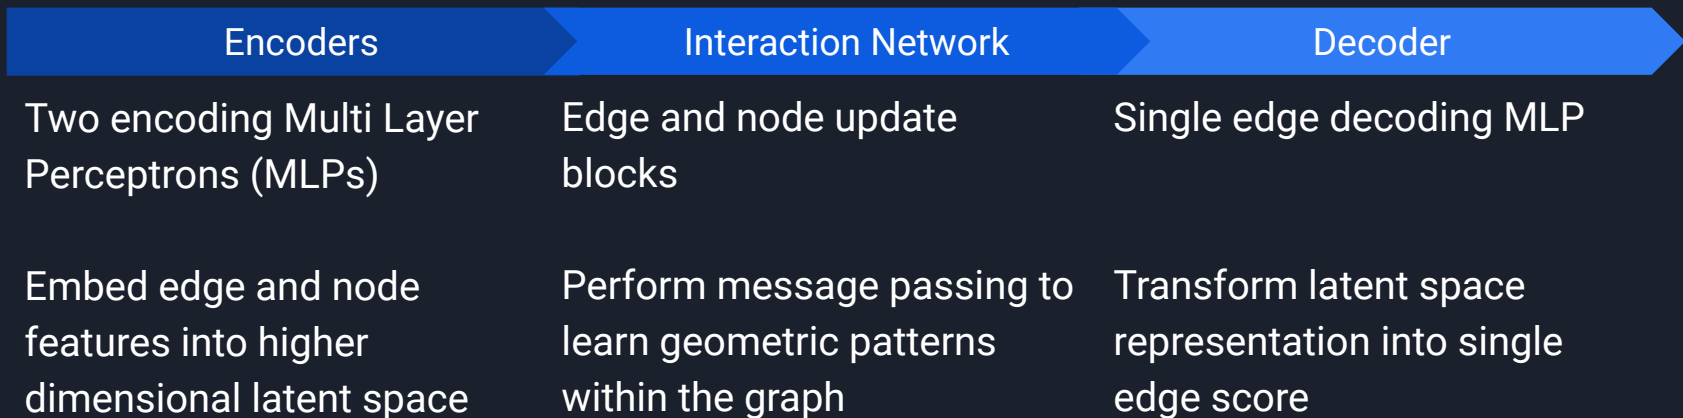 Encoders
Two encoding Multi Layer
Perceptrons (MLPs)
Embed edge and node
features into higher
dimensional latent space
Interaction Network
Edge and node update
blocks
Perform message passing to
learn geometric patterns
within the graph
Decoder
Single edge decoding MLP
Transform latent space
representation into single
edge score